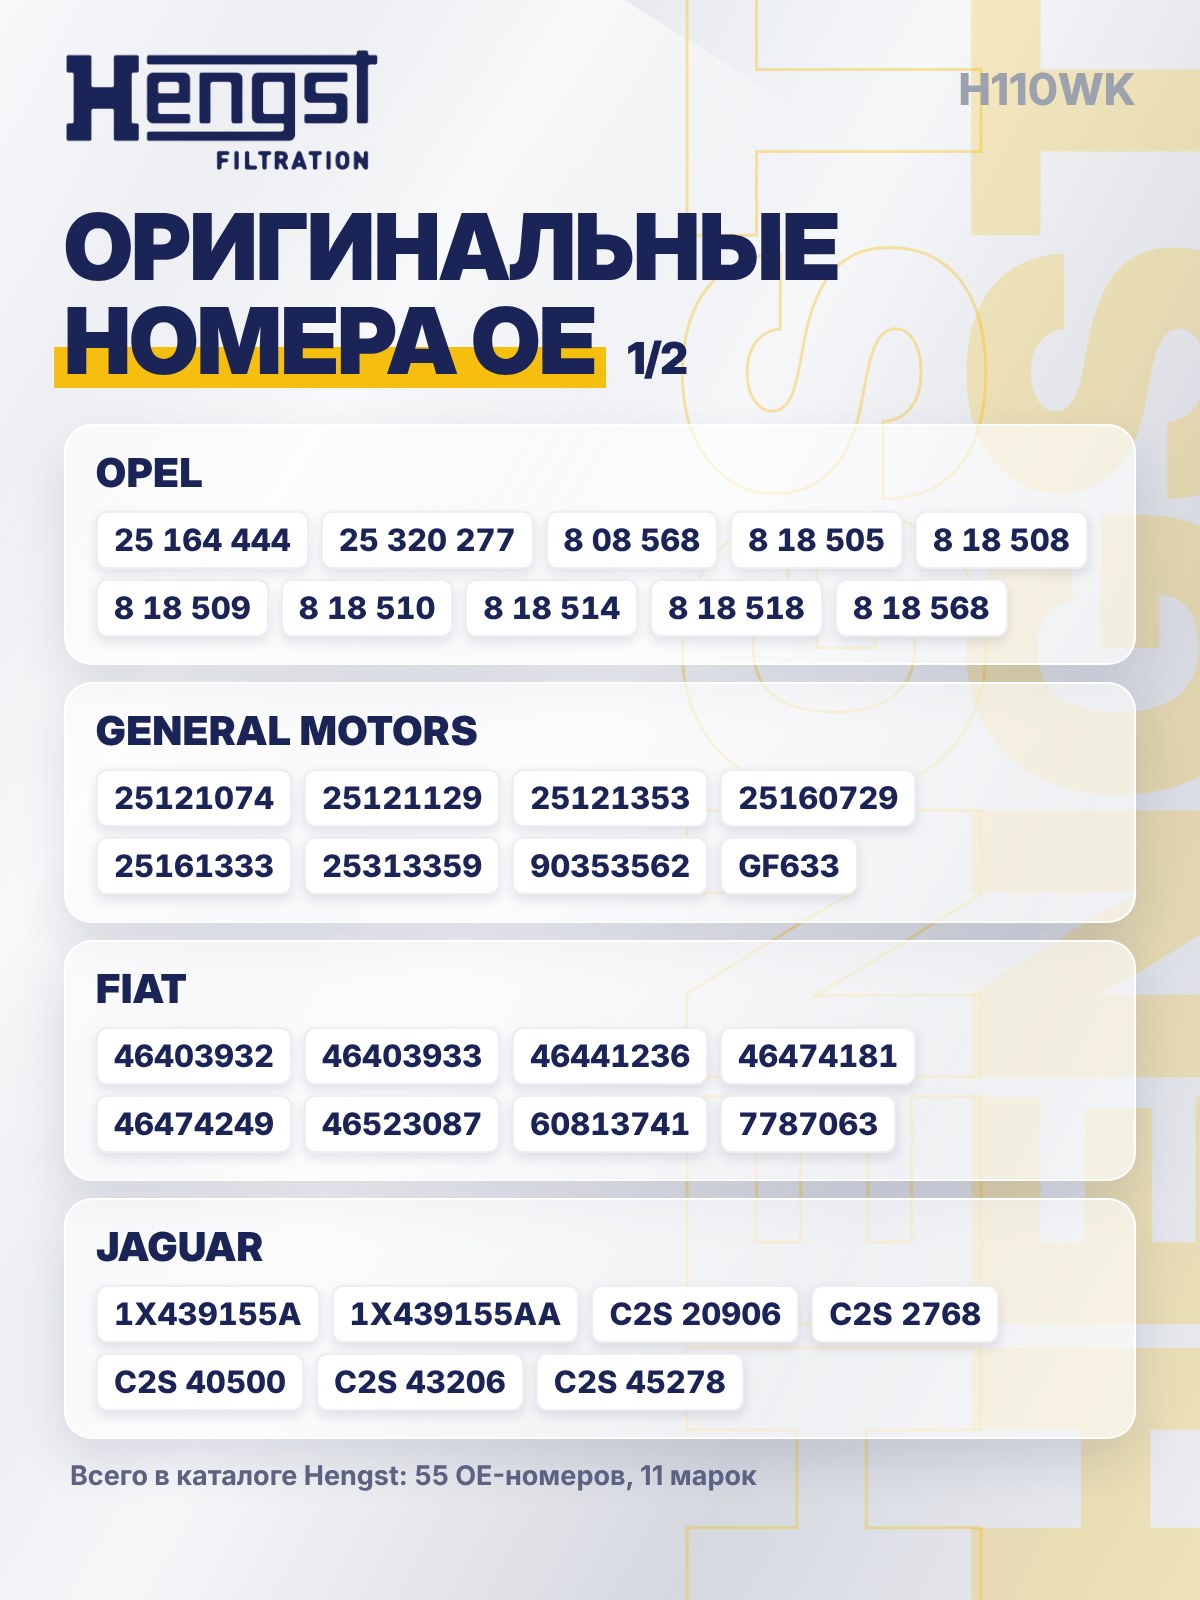 Hengst
FILTRATION
H110WK
ОРИГИНАЛЬНЫЕ
НОМЕРА OE 1/2
OPEL
25 164 444 25 320 277 8 08 568 8 18 505 8 18 508
8 18 509 8 18 510 8 18 514 8 18 518 8 18 568
GENERAL MOTORS
25121074 25121129 25121353 25160729
25161333 25313359 90353562 GF633
FIAT
46403932 46403933 46441236 46474181
46474249 46523087 60813741 7787063
JAGUAR
1X439155A 1X439155AA C2S 20906 C2S 2768
C2S 40500 C2S 43206 C2S 45278
Всего в каталоге Hengst: 55 OE-номеров, 11 марок
HENGST
HENGST